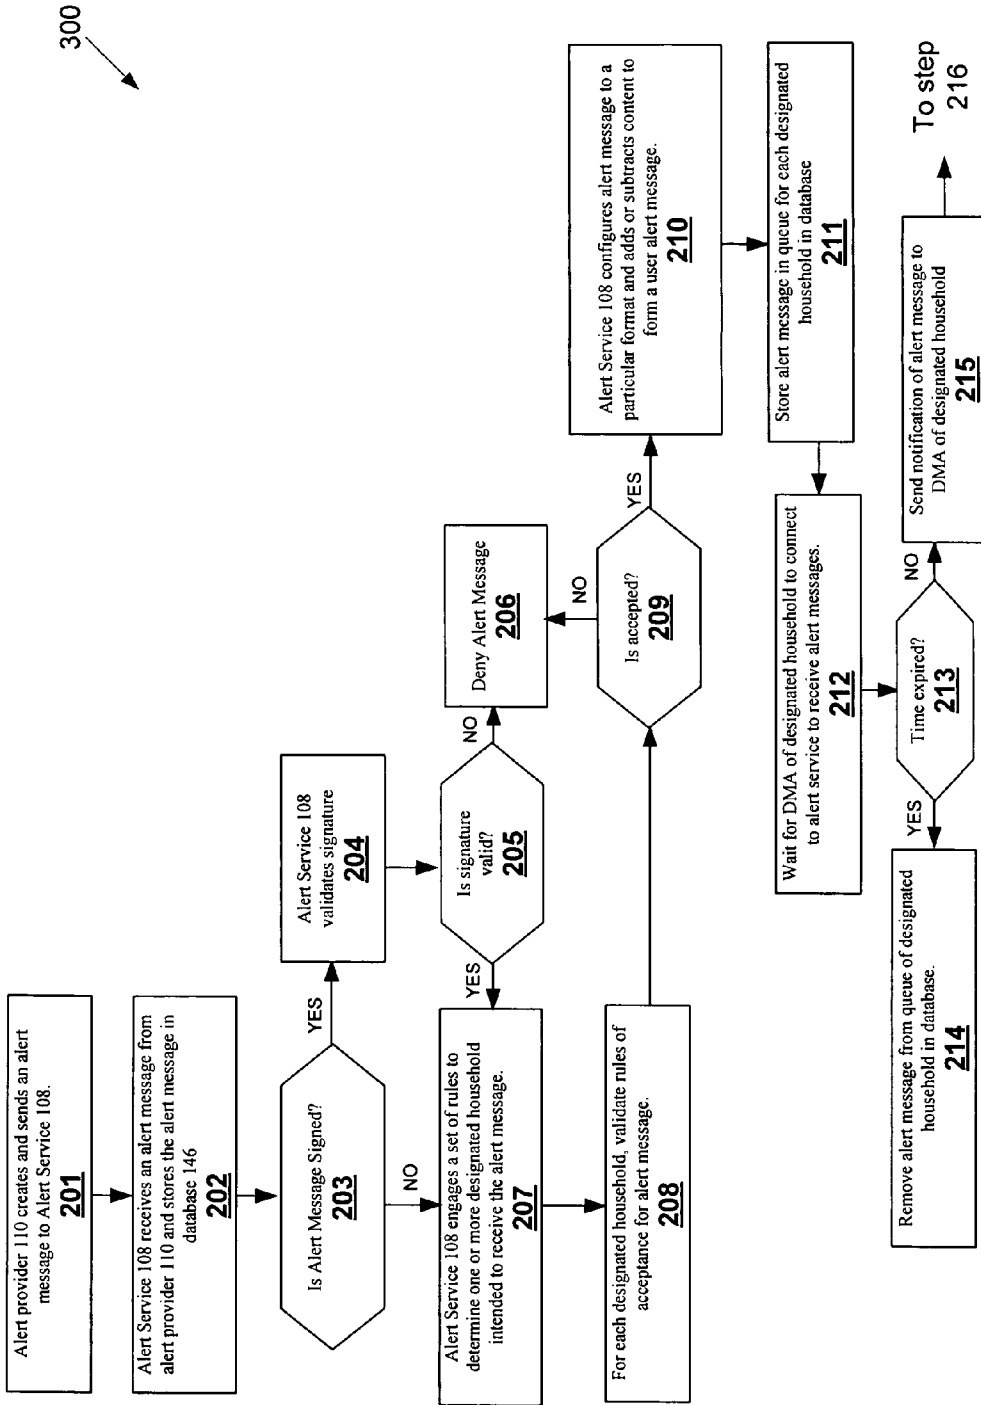 300
Alert provider 110 creates and sends an alert
message to Alert Service 108.
201
Alert Service 108 receives an alert message from
alert provider 110 and stores the alert message in
database 146
202
Is Alert Message Signed?
203
YES
NO
Alert Service 108
validates signature
204
Is signature
valid?
205
NO
YES
Deny Alert Message
206
Alert Service 108 engages a set of rules to
determine one or more designated household
intended to receive the alert message.
207
For each designated household, validate rules of
acceptance for alert message.
208
Is accepted?
209
NO
YES
Alert Service 108 configures alert message to a
particular format and adds or subtracts content to
form a user alert message.
210
Store alert message in queue for each designated
household in database
211
Wait for DMA of designated household to connect
to alert service to receive alert messages.
212
Time expired?
213
YES
NO
Remove alert message from queue of designated
household in database.
214
Send notification of alert message to
DMA of designated household
215
To step
216